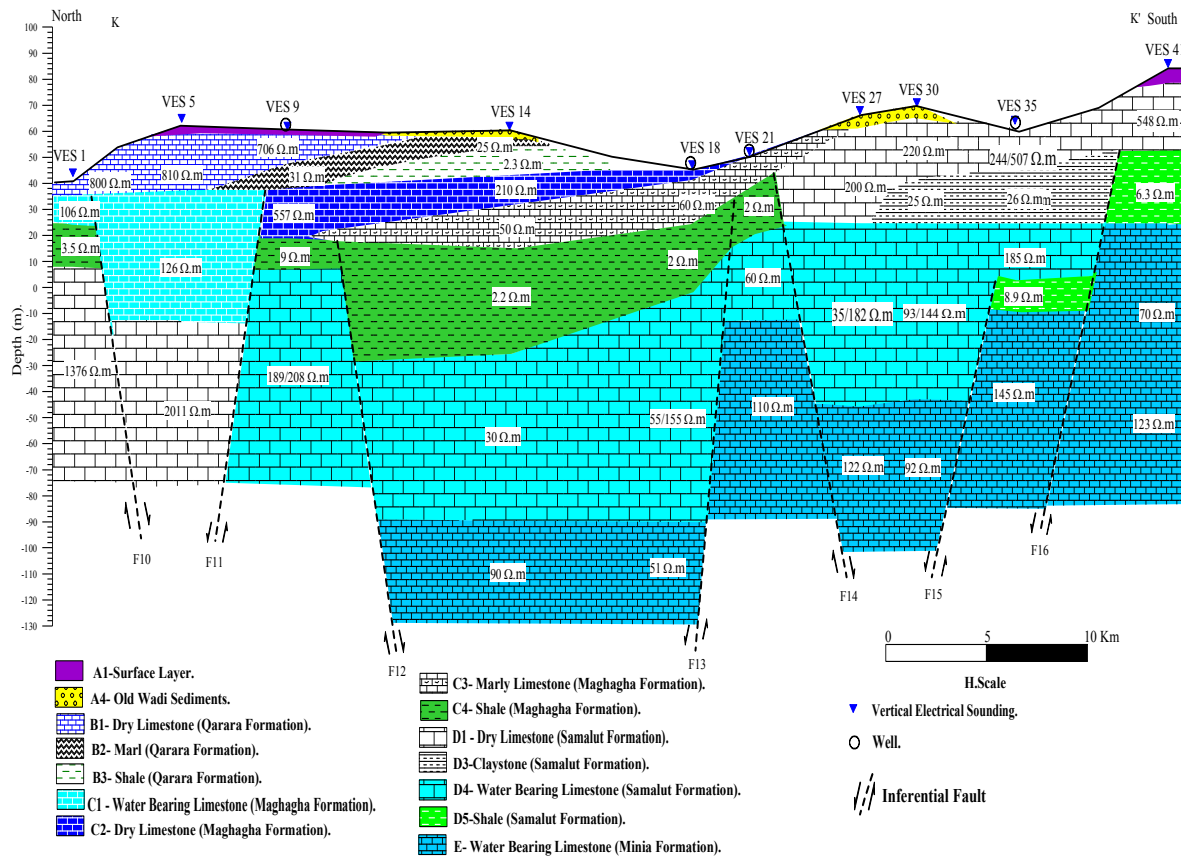 North
K
K' South
100
90
80
70
60
50
40
30
20
10
0
-10
-20
-30
-40
-50
-60
-70
-80
-90
-100
-110
-120
-130
Depth (m).
VES 1
VES 5
VES 9
VES 14
VES 18
VES 21
VES 27
VES 30
VES 35
VES 41
800 Ω.m
810 Ω.m
706 Ω.m
31 Ω.m
25 Ω.m
2.3 Ω.m
210 Ω.m
557 Ω.m
60 Ω.m
50 Ω.m
106 Ω.m
3.5 Ω.m
126 Ω.m
9 Ω.m
2 Ω.m
2 Ω.m
2.2 Ω.m
1376 Ω.m
2011 Ω.m
189/208 Ω.m
30 Ω.m
55/155 Ω.m
90 Ω.m
51 Ω.m
60 Ω.m
110 Ω.m
220 Ω.m
200 Ω.m
244/507 Ω.m
25 Ω.m
26 Ω.m
548 Ω.m
6.3 Ω.m
185 Ω.m
8.9 Ω.m
35/182 Ω.m
93/144 Ω.m
70 Ω.m
145 Ω.m
123 Ω.m
122 Ω.m
92 Ω.m
F10
F11
F12
F13
F14
F15
F16
0 5 10 Km
H.Scale
A1-Surface Layer.
A4- Old Wadi Sediments.
B1- Dry Limestone (Qarara Formation).
B2- Marl (Qarara Formation).
B3- Shale (Qarara Formation).
C1 - Water Bearing Limestone (Maghagha Formation).
C2- Dry Limestone (Maghagha Formation).
C3- Marly Limestone (Maghagha Formation).
C4- Shale (Maghagha Formation).
D1 - Dry Limestone (Samalut Formation).
D3-Claystone (Samalut Formation).
D4- Water Bearing Limestone (Samalut Formation).
D5-Shale (Samalut Formation).
E- Water Bearing Limestone (Minia Formation).
Vertical Electrical Sounding.
Well.
Inferential Fault